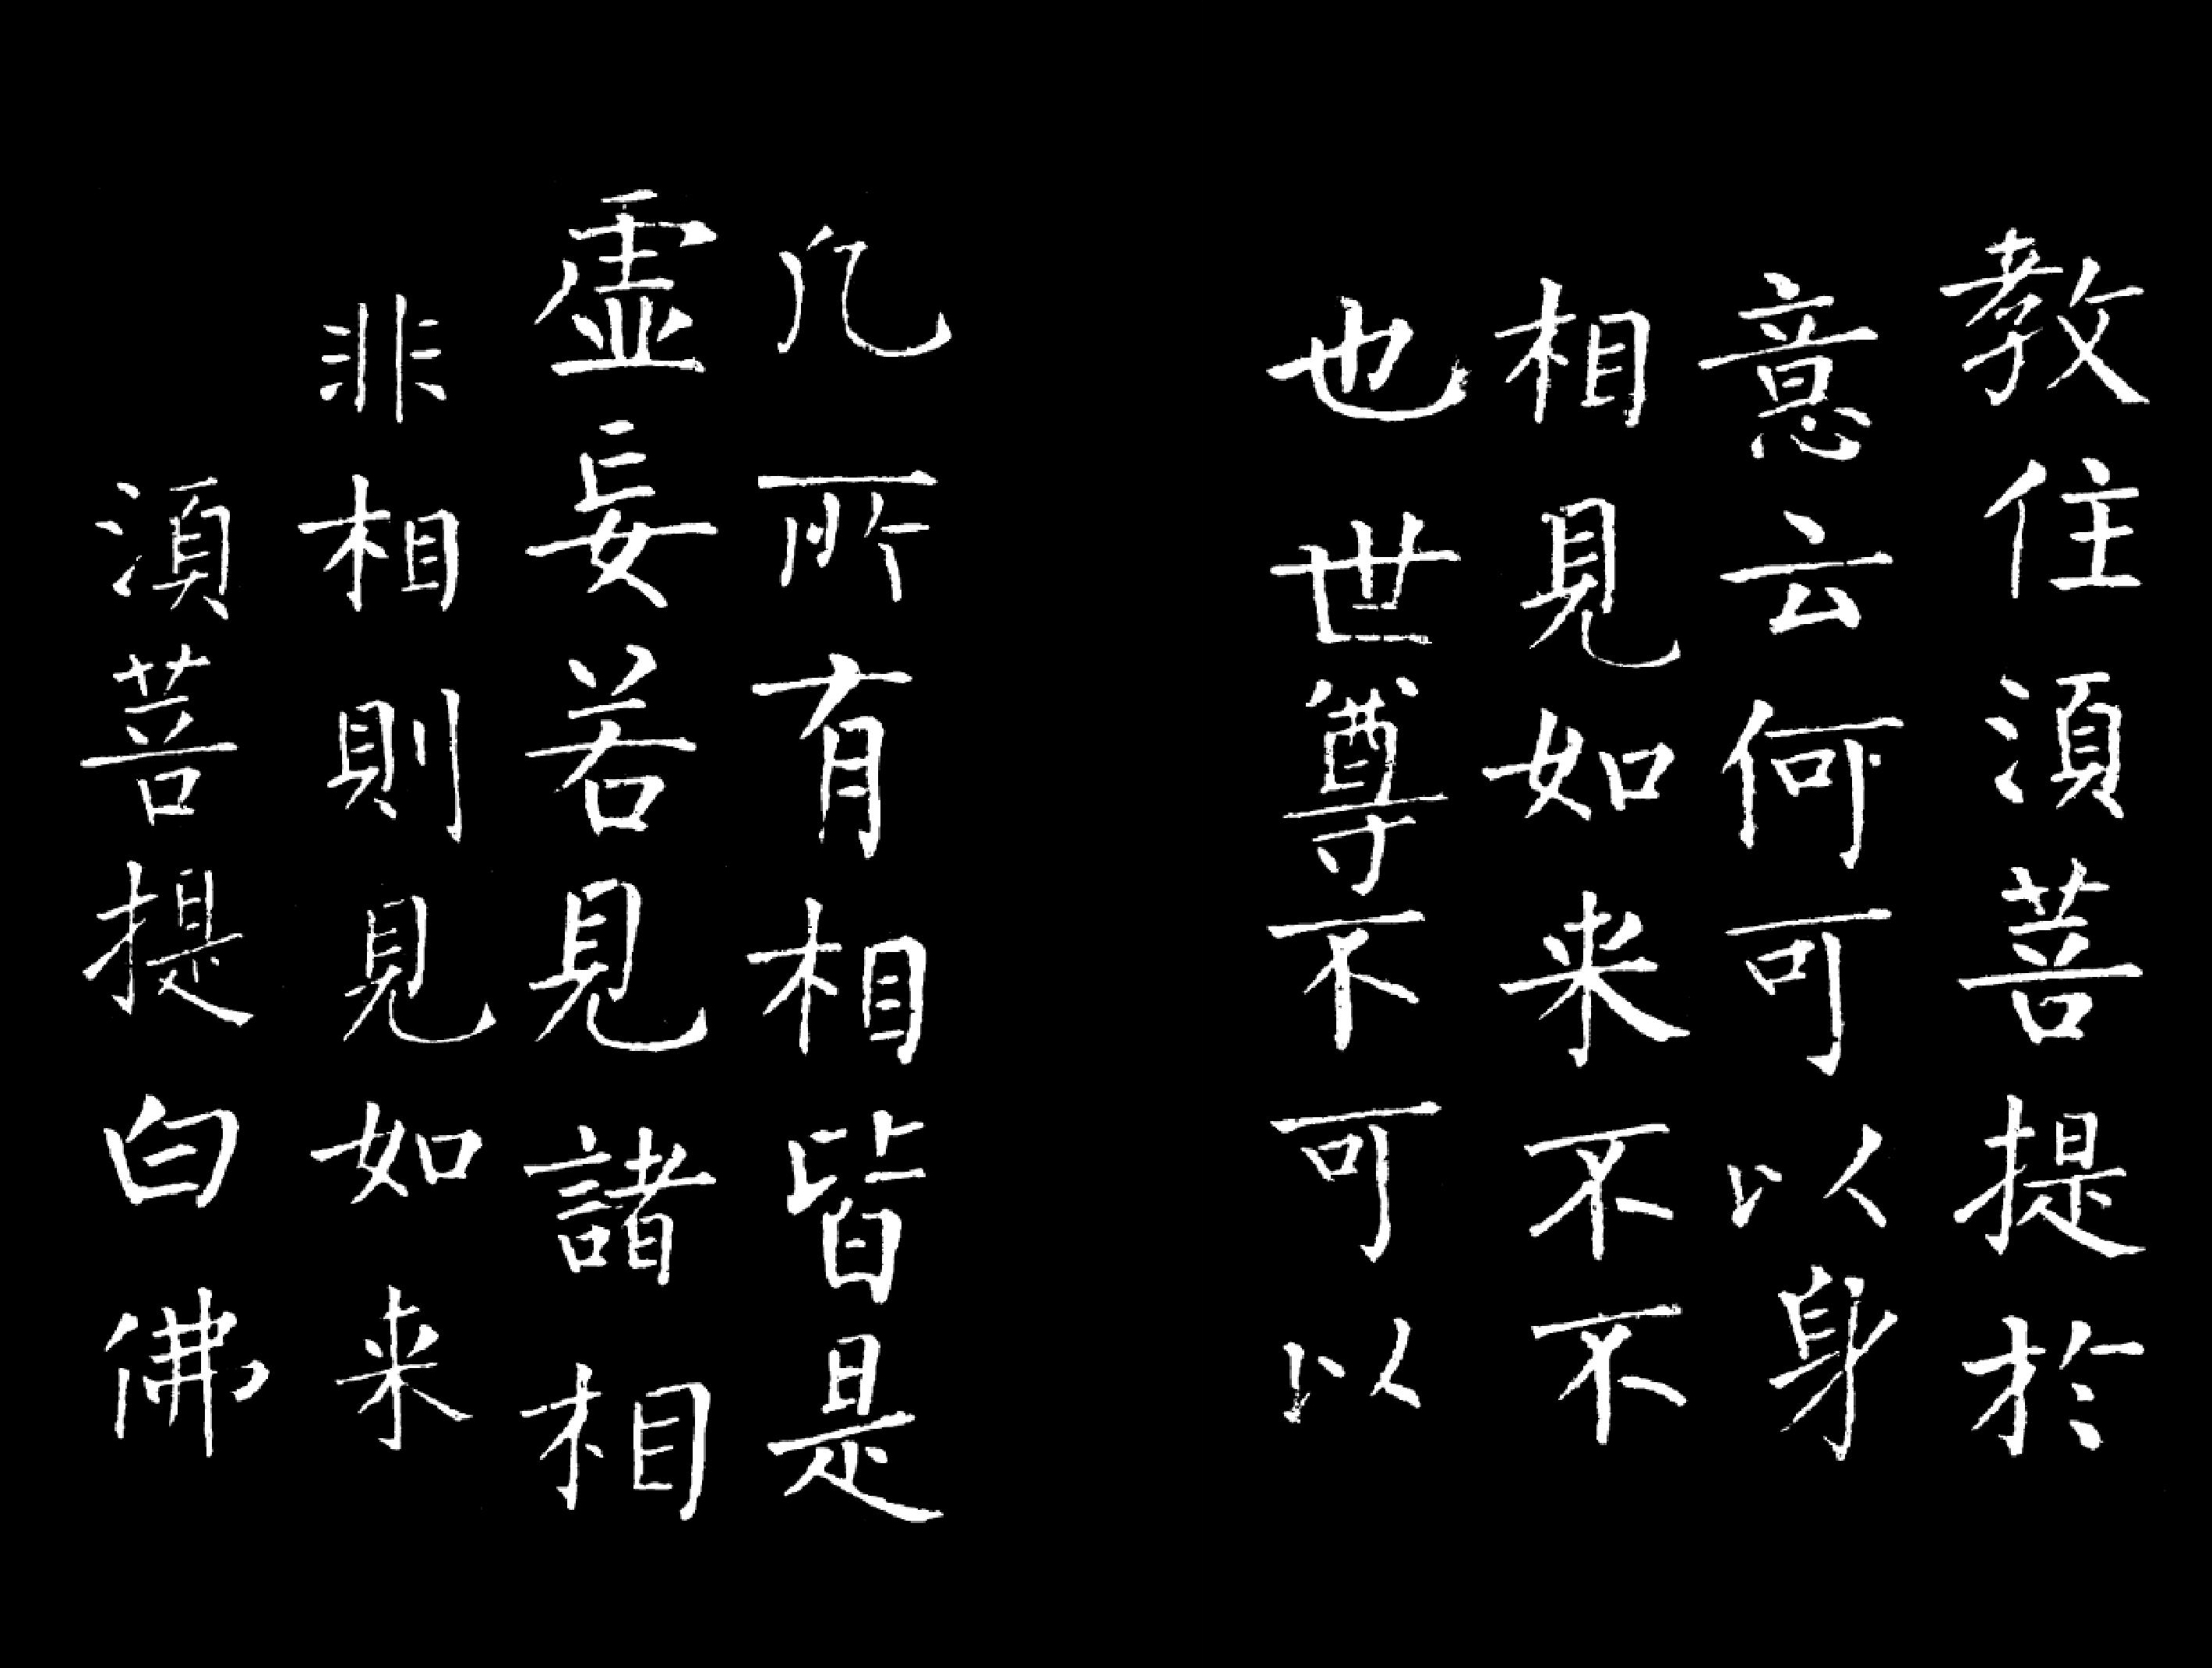 教住須菩提於
意云何可以身
相見如来不不
也世尊不可以
凡所有相皆是
虛妄若見諸相
非相則見如来
須菩提白佛